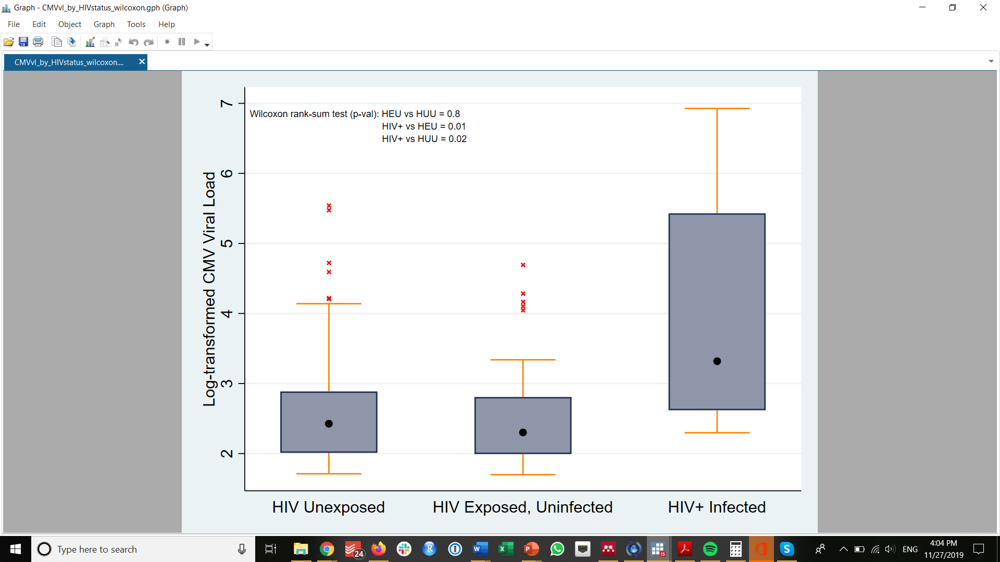 Graph - CMVvl_by_HIVstatus_wilcoxon.gph (Graph)
File Edit Object Graph Tools Help
CMVvl_by_HIVstatus_wilcoxon....
Wilcoxon rank-sum test (p-val): HEU vs HUU = 0.8
HIV+ vs HEU = 0.01
HIV+ vs HUU = 0.02
Log-transformed CMV Viral Load
7
6
5
4
3
2
HIV Unexposed HIV Exposed, Uninfected HIV+ Infected
Type here to search
24
R
W
X
P
15
S
ENG
4:04 PM
11/27/2019